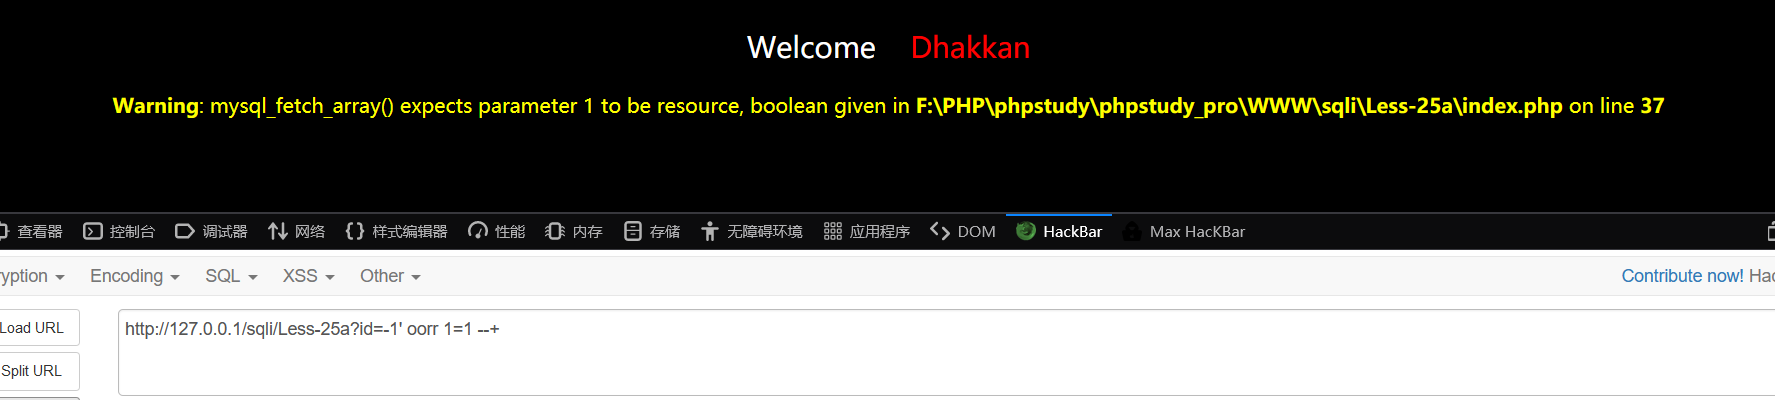 Welcome Dhakkan
Warning: mysql_fetch_array() expects parameter 1 to be resource, boolean given in F:\PHP\phpstudy\phpstudy_pro\WWW\sqli\Less-25a\index.php on line 37
查看器 控制台 调试器 网络 样式编辑器 性能 内存 存储 无障碍环境 应用程序 DOM HackBar Max HacKBar
ryption Encoding SQL XSS Other Contribute now! Hac
Load URL http://127.0.0.1/sqli/Less-25a?id=-1' oorr 1=1 --+
Split URL